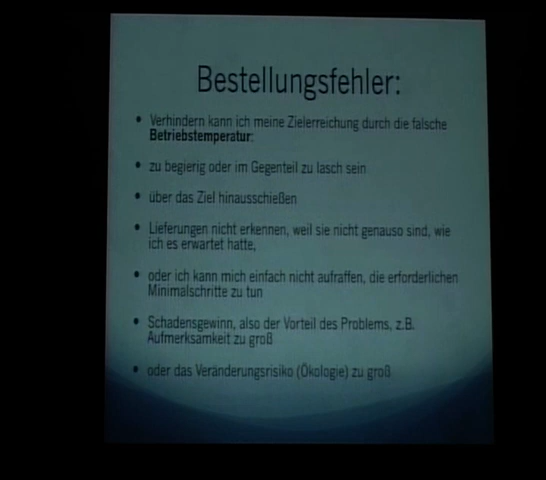 Bestellungsfehler:
• Verhindern kann ich meine Zielerreichung durch die falsche
Betriebstemperatur:
• zu begierig oder im Gegenteil zu lasch sein
• über das Ziel hinausschießen
• Lieferungen nicht erkennen, weil sie nicht genauso sind, wie
ich es erwartet hatte,
• oder ich kann mich einfach nicht aufraffen, die erforderlichen
Minimalschritte zu tun
• Schadensgewinn, also der Vorteil des Problems, z.B.
Aufmerksamkeit zu groß
• oder das Veränderungsrisiko (Ökologie) zu groß